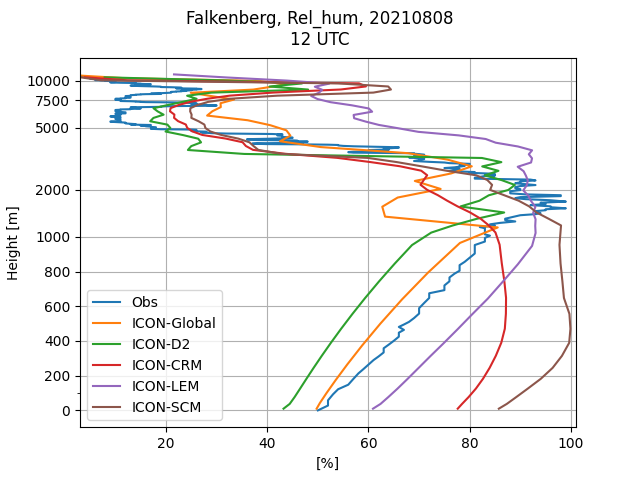 Falkenberg, Rel_hum, 20210808
12 UTC
10000
7500
5000
2000
1000
800
600
400
200
0
Height [m]
Obs
ICON-Global
ICON-D2
ICON-CRM
ICON-LEM
ICON-SCM
20
40
60
80
100
[%]